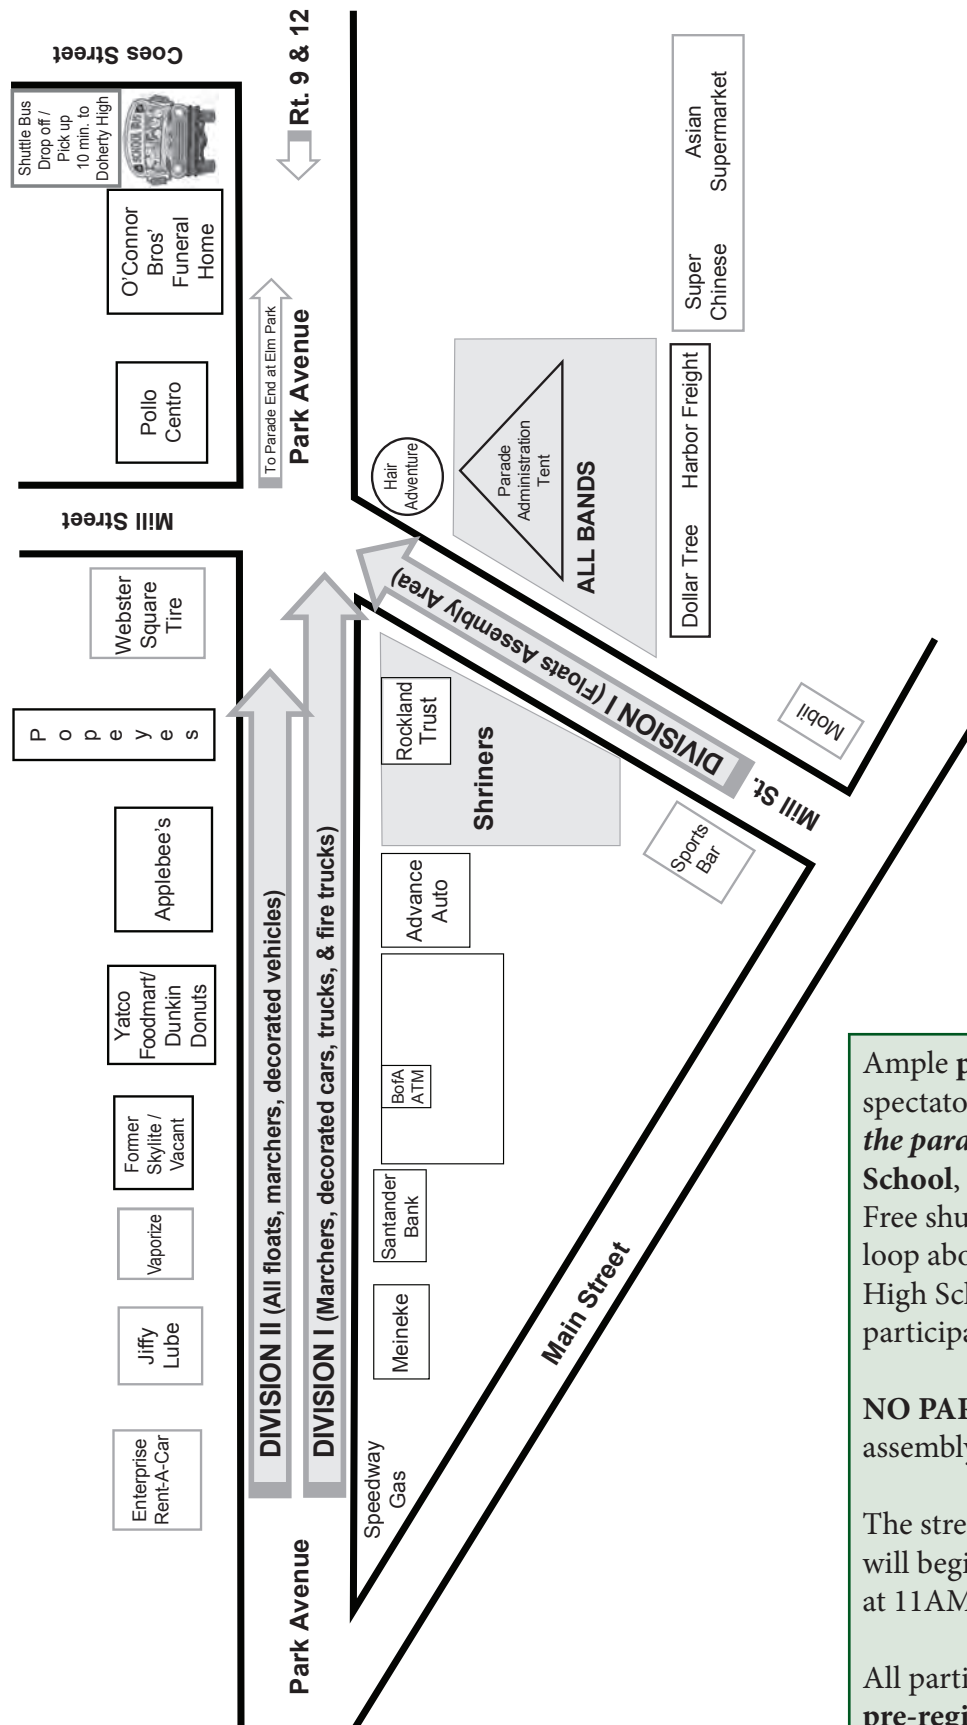 Coes Street
Shuttle Bus
Drop off /
Pick up
10 min. to
Doherty High
SCHOOL BUS
O'Connor
Bros'
Funeral
Home
Pollo
Centro
Mill Street
Webster
Square
Tire
Popeyes
Applebee's
Yatco
Foodmart/
Dunkin
Donuts
Former
Skylite /
Vacant
Vaporize
Jiffy
Lube
Enterprise
Rent-A-Car
Rt. 9 & 12
To Parade End at Elm Park
Park Avenue
DIVISION II (All floats, marchers, decorated vehicles)
DIVISION I (Marchers, decorated cars, trucks, & fire trucks)
Park Avenue
Hair
Adventure
Parade
Administration
Tent
ALL BANDS
Asian
Supermarket
Super
Chinese
Harbor Freight
Dollar Tree
DIVISION I (Floats Assembly Area)
Mill St.
Mobil
Sports
Bar
Rockland
Trust
Shriners
Advance
Auto
BofA
ATM
Santander
Bank
Meineke
Speedway
Gas
Main Street
Ample p
spectato
the para
School,
Free shu
loop abo
High Sch
participa
NO PAR
assembly
The stre
will begi
at 11AM
All parti
pre-regi